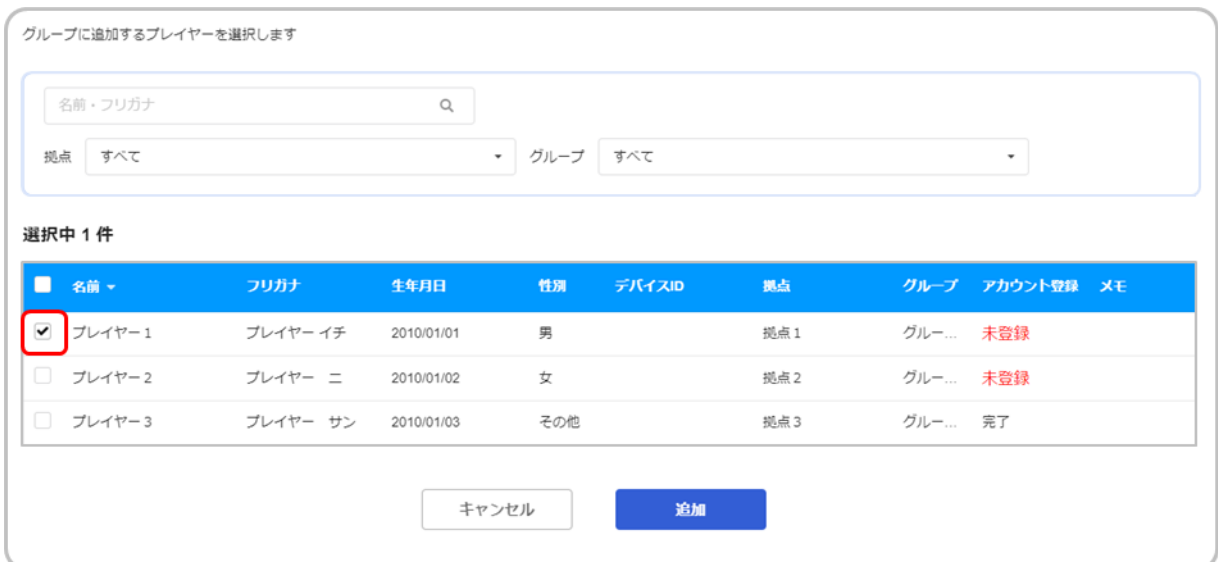 グループに追加するプレイヤーを選択します
名前・フリガナ
拠点 すべて グループ すべて
選択中 1 件
名前 フリガナ 生年月日 性別 デバイスID 拠点 グループ アカウント登録 メモ
プレイヤー 1 プレイヤー イチ 2010/01/01 男 拠点 1 グルー... 未登録
プレイヤー 2 プレイヤー ニ 2010/01/02 女 拠点 2 グルー... 未登録
プレイヤー 3 プレイヤー サン 2010/01/03 その他 拠点 3 グルー... 完了
キャンセル 追加